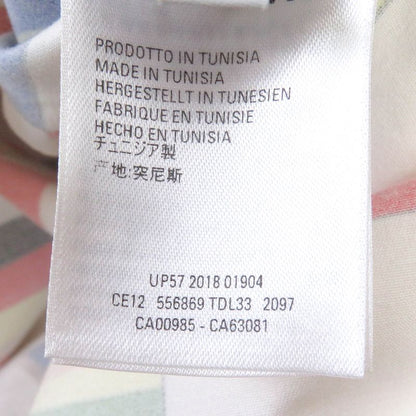 PRODOTTO IN TUNISIA
MADE IN TUNISIA
HERGESTELLT IN TUNESIEN
FABRIQUE EN TUNISIE
HECHO EN TUNISIA
チュニジア製
产地:突尼斯
UP57 2018 01904
CE12 556869 TDL33 2097
CA00985 - CA63081